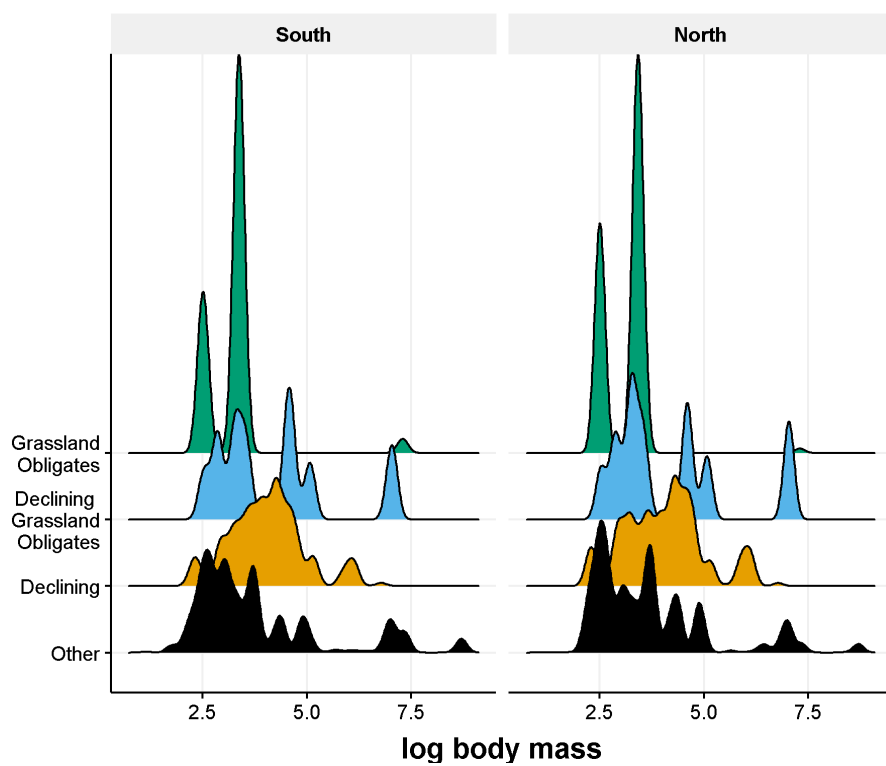 South
North
Grassland
Obligates
Declining
Grassland
Obligates
Declining
Other
2.5
5.0
7.5
2.5
5.0
7.5
log body mass